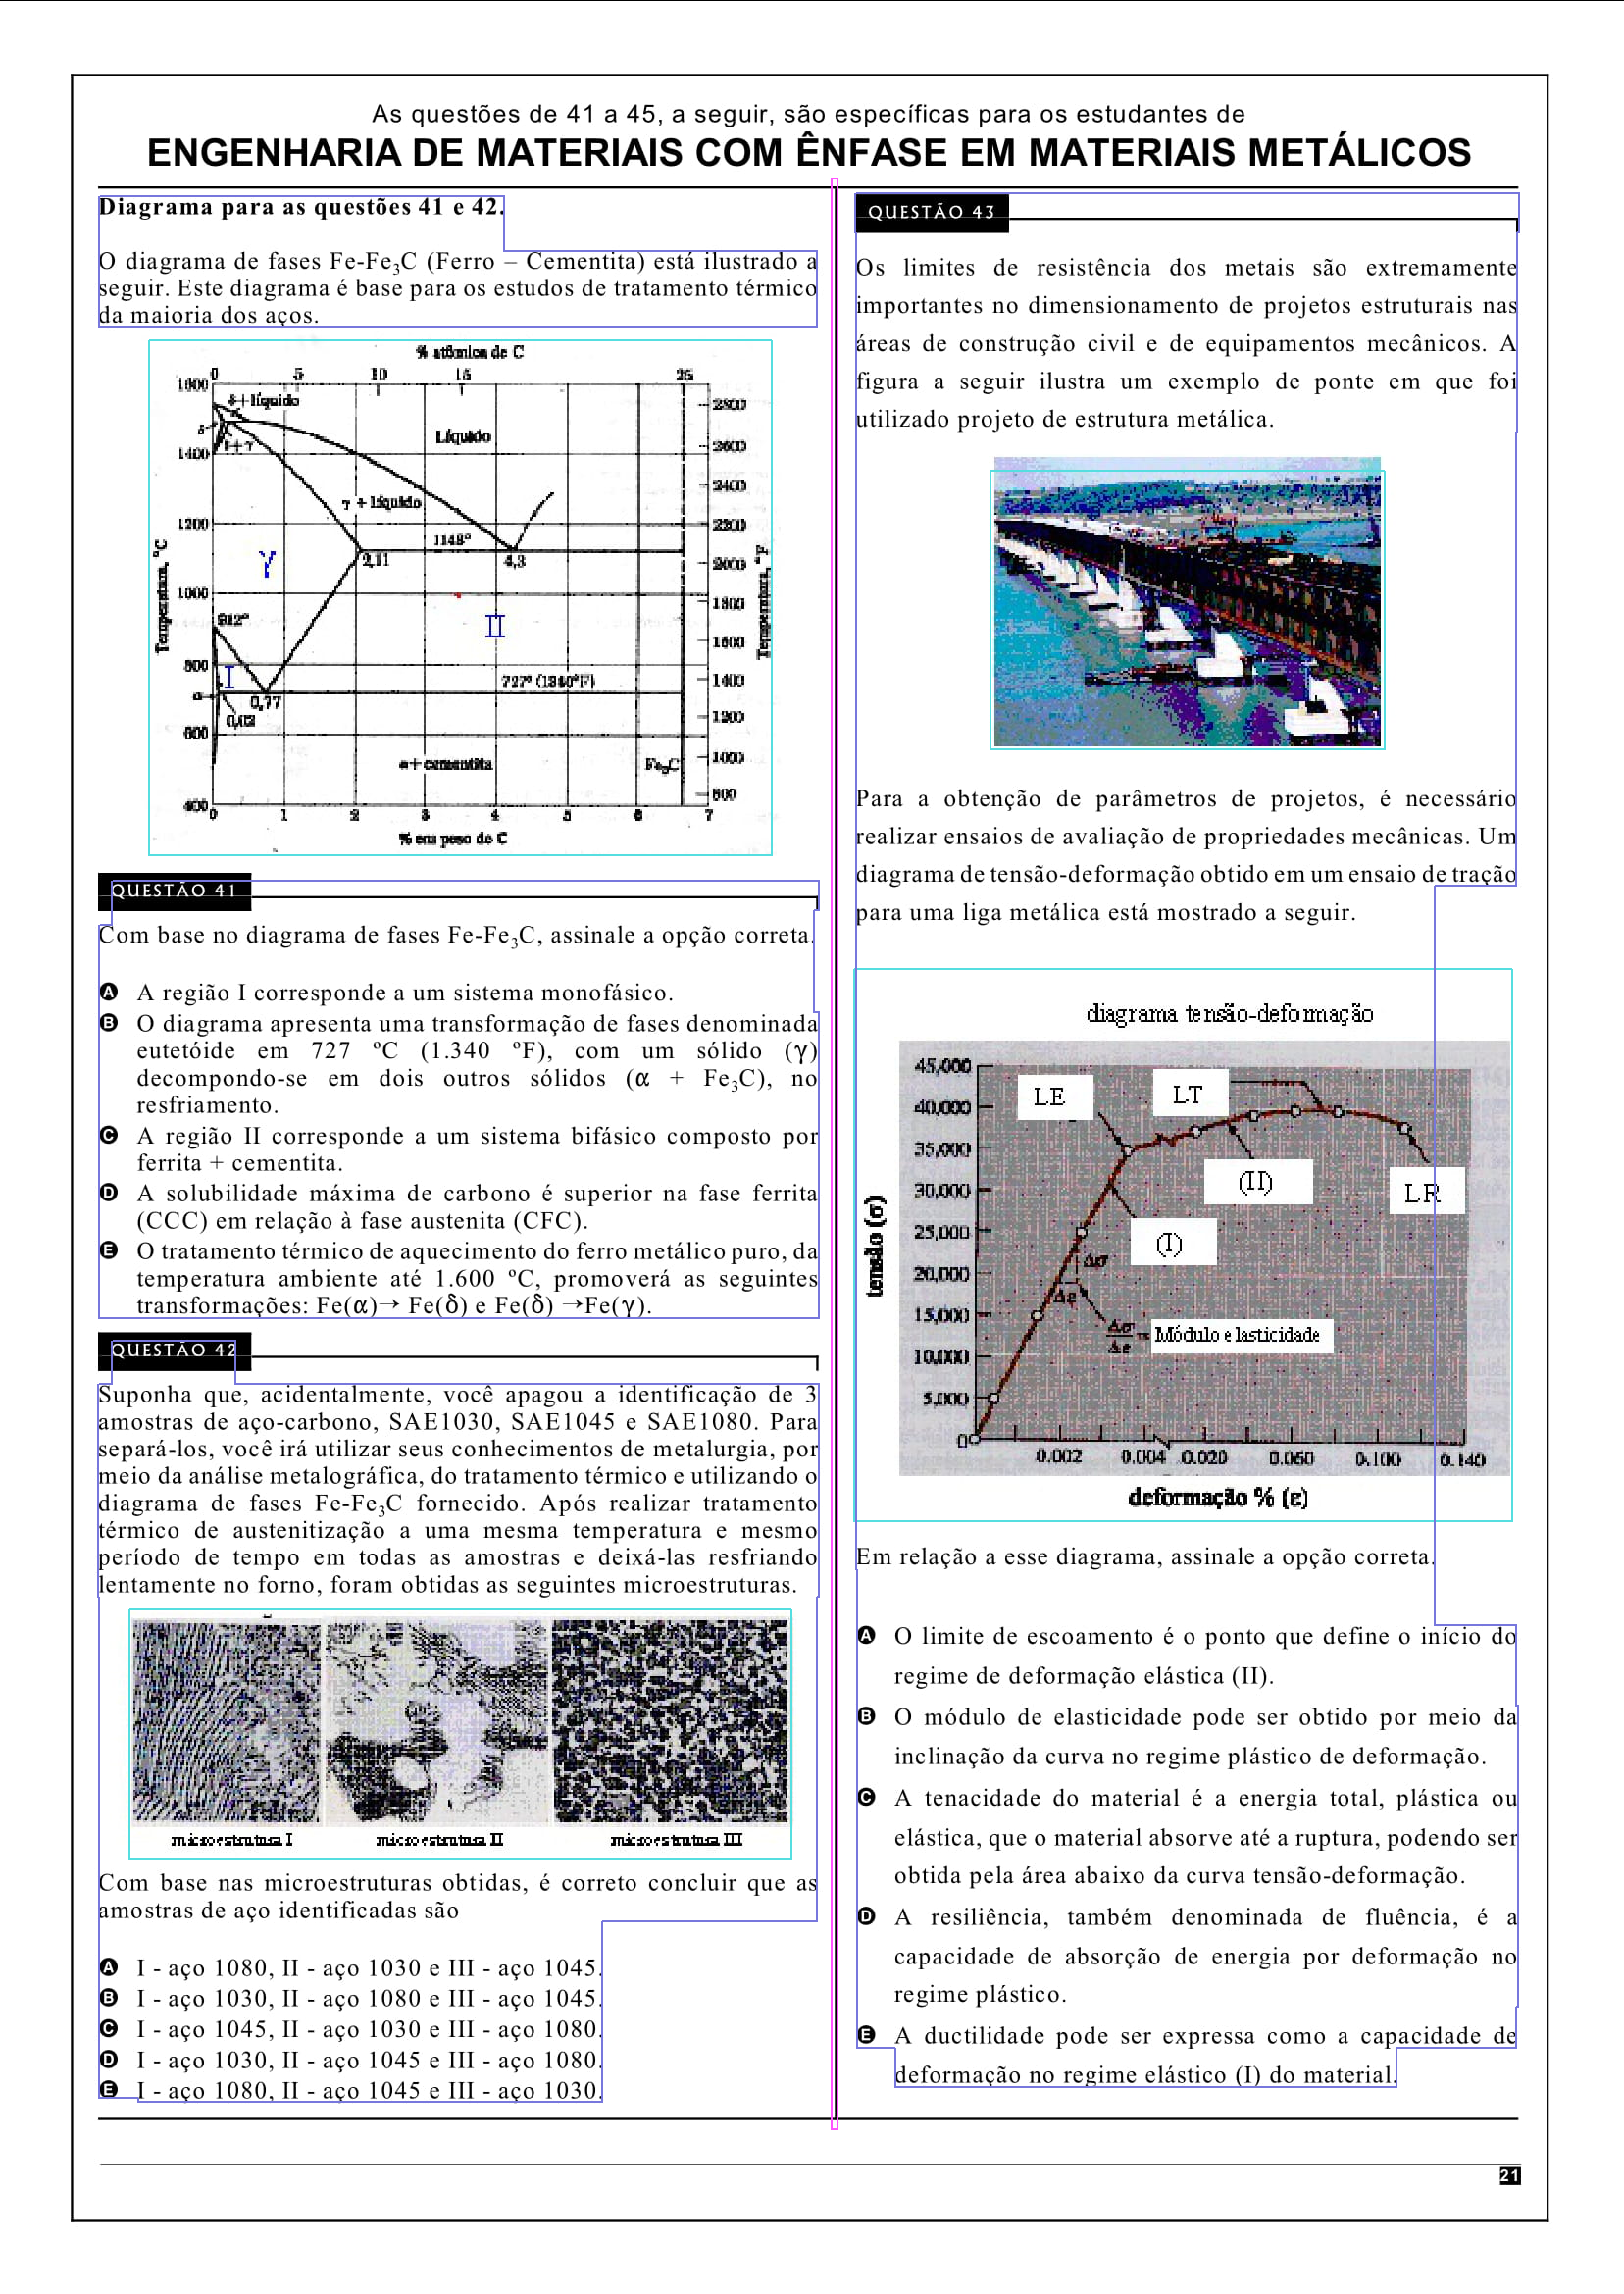 As questões de 41 a 45, a seguir, são específicas para os estudantes de
ENGENHARIA DE MATERIAIS COM ÊNFASE EM MATERIAIS METÁLICOS
Diagrama para as questões 41 e 42.
O diagrama de fases Fe-Fe3C (Ferro – Cementita) está ilustrado a
seguir. Este diagrama é base para os estudos de tratamento térmico
da maioria dos aços.
% atômica de C
0 5 10 15 25
1600
δ+líquido
2800
δ
δ+γ
Líquido
2600
1400
2400
γ + líquido
1200
2200
1148°
2,11
4,3
2000
γ
1000
1800
912°
II
1600
800
I
727° (1340°F)
1400
α
0,77
0,02
1200
600
α+cementita
Fe3C
1000
800
400
0 1 2 3 4 5 6 7
% em peso de C
Temperatura, °C
Temperatura, °F
QUESTÃO 41
Com base no diagrama de fases Fe-Fe3C, assinale a opção correta.
A A região I corresponde a um sistema monofásico.
B O diagrama apresenta uma transformação de fases denominada
eutetóide em 727 ºC (1.340 ºF), com um sólido (γ)
decompondo-se em dois outros sólidos (α + Fe3C), no
resfriamento.
C A região II corresponde a um sistema bifásico composto por
ferrita + cementita.
D A solubilidade máxima de carbono é superior na fase ferrita
(CCC) em relação à fase austenita (CFC).
E O tratamento térmico de aquecimento do ferro metálico puro, da
temperatura ambiente até 1.600 ºC, promoverá as seguintes
transformações: Fe(α)→ Fe(δ) e Fe(δ) →Fe(γ).
QUESTÃO 42
Suponha que, acidentalmente, você apagou a identificação de 3
amostras de aço-carbono, SAE1030, SAE1045 e SAE1080. Para
separá-los, você irá utilizar seus conhecimentos de metalurgia, por
meio da análise metalográfica, do tratamento térmico e utilizando o
diagrama de fases Fe-Fe3C fornecido. Após realizar tratamento
térmico de austenitização a uma mesma temperatura e mesmo
período de tempo em todas as amostras e deixá-las resfriando
lentamente no forno, foram obtidas as seguintes microestruturas.
microestrutura I microestrutura II microestrutura III
Com base nas microestruturas obtidas, é correto concluir que as
amostras de aço identificadas são
A I - aço 1080, II - aço 1030 e III - aço 1045.
B I - aço 1030, II - aço 1080 e III - aço 1045.
C I - aço 1045, II - aço 1030 e III - aço 1080.
D I - aço 1030, II - aço 1045 e III - aço 1080.
E I - aço 1080, II - aço 1045 e III - aço 1030.
QUESTÃO 43
Os limites de resistência dos metais são extremamente
importantes no dimensionamento de projetos estruturais nas
áreas de construção civil e de equipamentos mecânicos. A
figura a seguir ilustra um exemplo de ponte em que foi
utilizado projeto de estrutura metálica.
Para a obtenção de parâmetros de projetos, é necessário
realizar ensaios de avaliação de propriedades mecânicas. Um
diagrama de tensão-deformação obtido em um ensaio de tração
para uma liga metálica está mostrado a seguir.
diagrama tensão-deformação
45,000
LE
LT
40,000
35,000
(II)
30,000
LR
25,000
(I)
Δσ
20,000
Δε
15,000
Δσ/Δε = Módulo elasticidade
10,000
5,000
0
0.002 0.004 0.020 0.060 0.100 0.140
tensão (σ)
deformação % (ε)
Em relação a esse diagrama, assinale a opção correta.
A O limite de escoamento é o ponto que define o início do
regime de deformação elástica (II).
B O módulo de elasticidade pode ser obtido por meio da
inclinação da curva no regime plástico de deformação.
C A tenacidade do material é a energia total, plástica ou
elástica, que o material absorve até a ruptura, podendo ser
obtida pela área abaixo da curva tensão-deformação.
D A resiliência, também denominada de fluência, é a
capacidade de absorção de energia por deformação no
regime plástico.
E A ductilidade pode ser expressa como a capacidade de
deformação no regime elástico (I) do material.
21